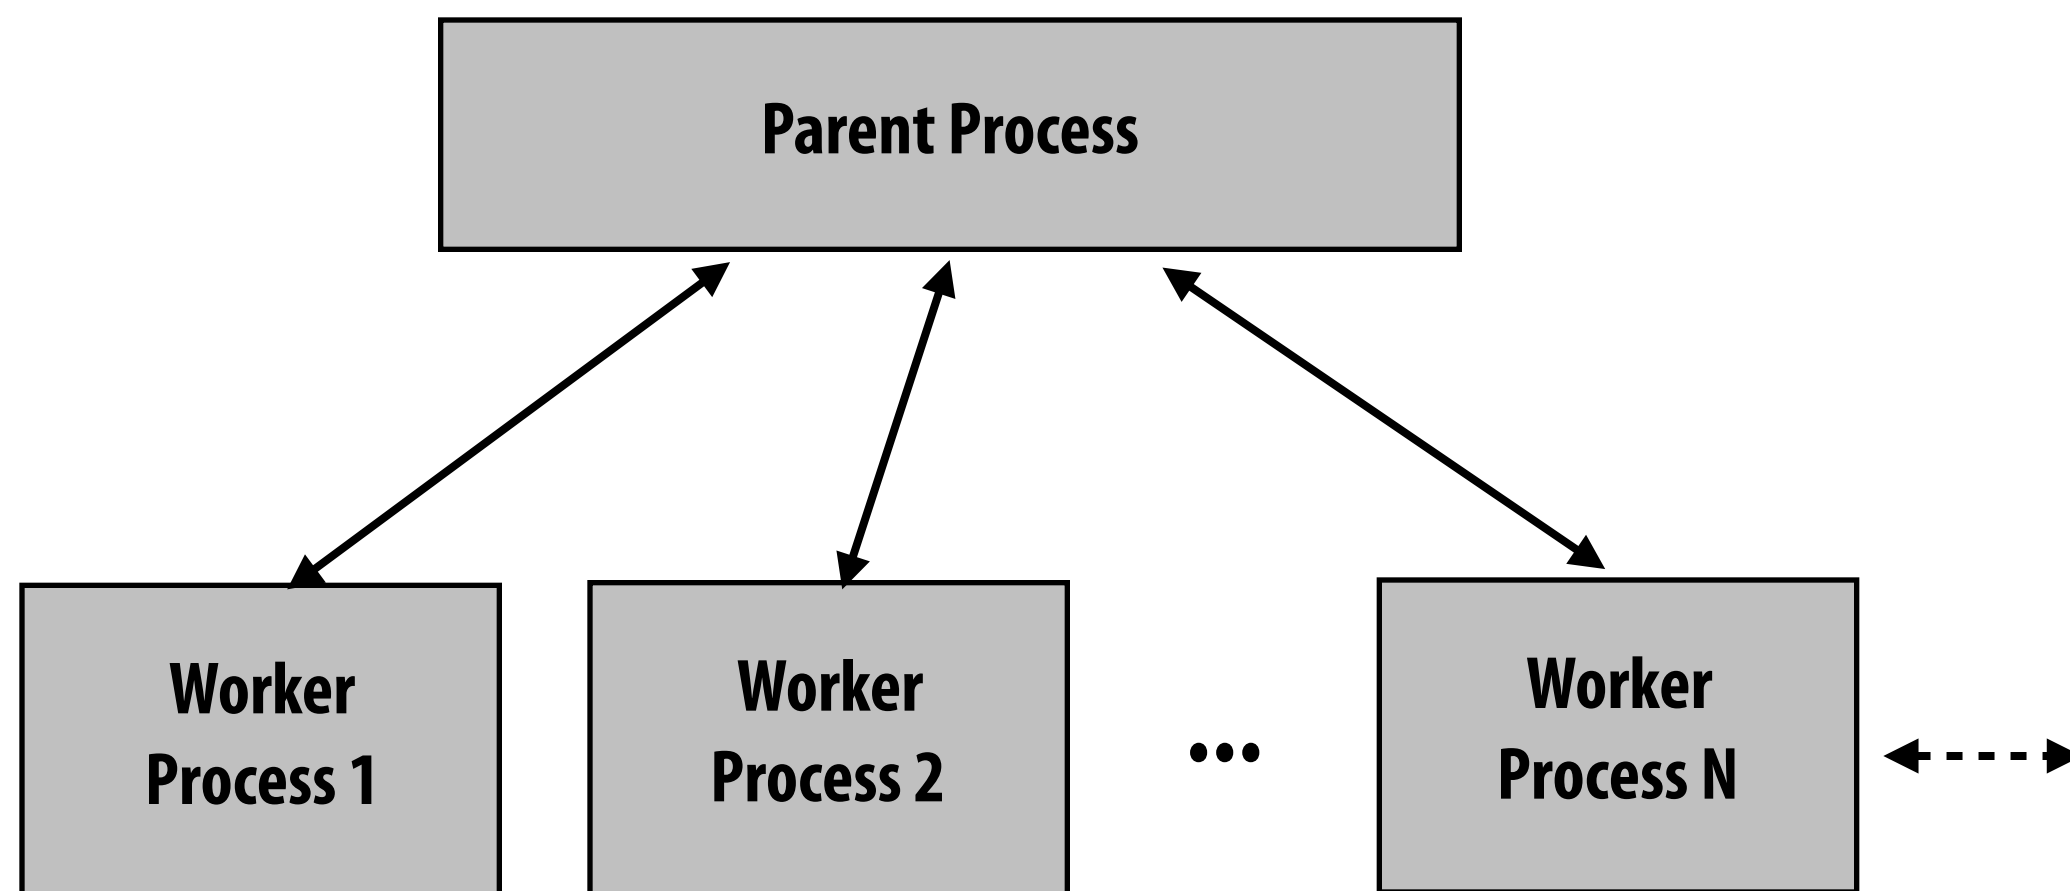 Parent Process
Worker
Process 1
Worker
Process 2
•••
Worker
Process N